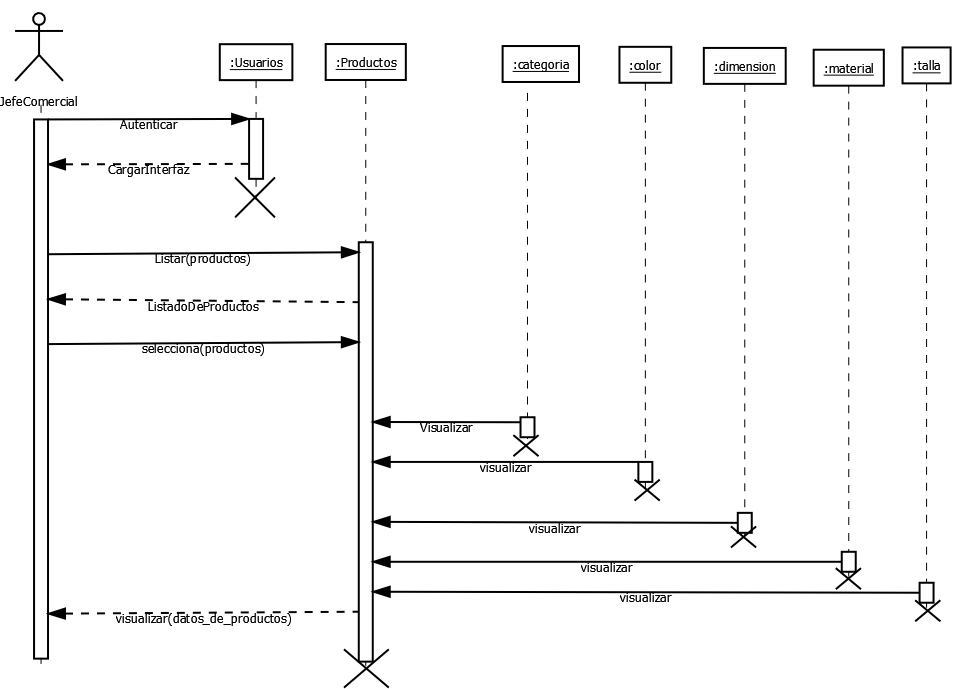 :Usuarios
:Productos
:categoria
:color
:dimension
:material
:talla
JefeComercial
Autenticar
CargarInterfaz
Listar(productos)
ListadoDeProductos
selecciona(productos)
Visualizar
visualizar
visualizar
visualizar
visualizar
visualizar(datos_de_productos)